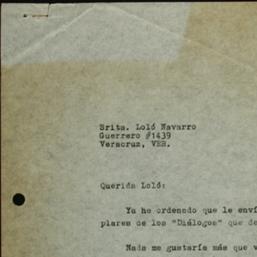 Srita. Loló Navarro
Guerrero #1439
Veracruz, VER.
Querida Loló:
Ya he ordenado que le enví
plares de los "Diálogos" que de
Nada me gustaría más que v